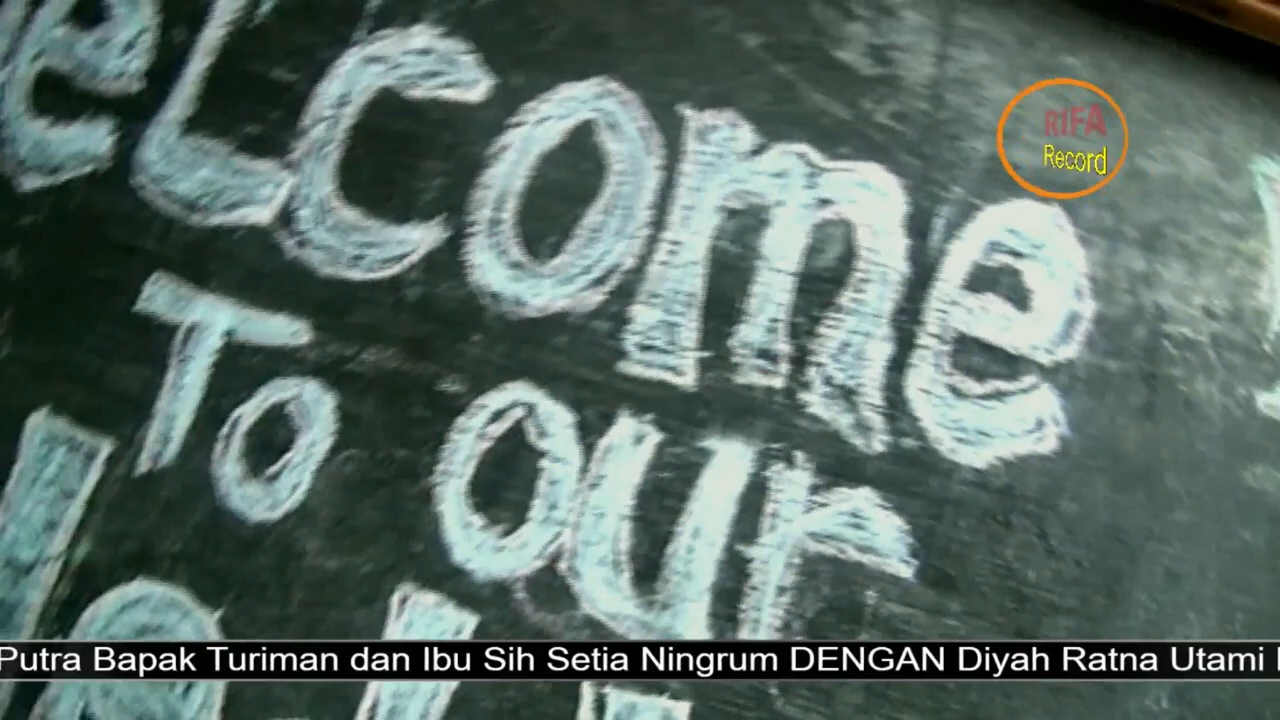 elcome
To our
RIFA
Record
Putra Bapak Turiman dan Ibu Sih Setia Ningrum DENGAN Diyah Ratna Utami